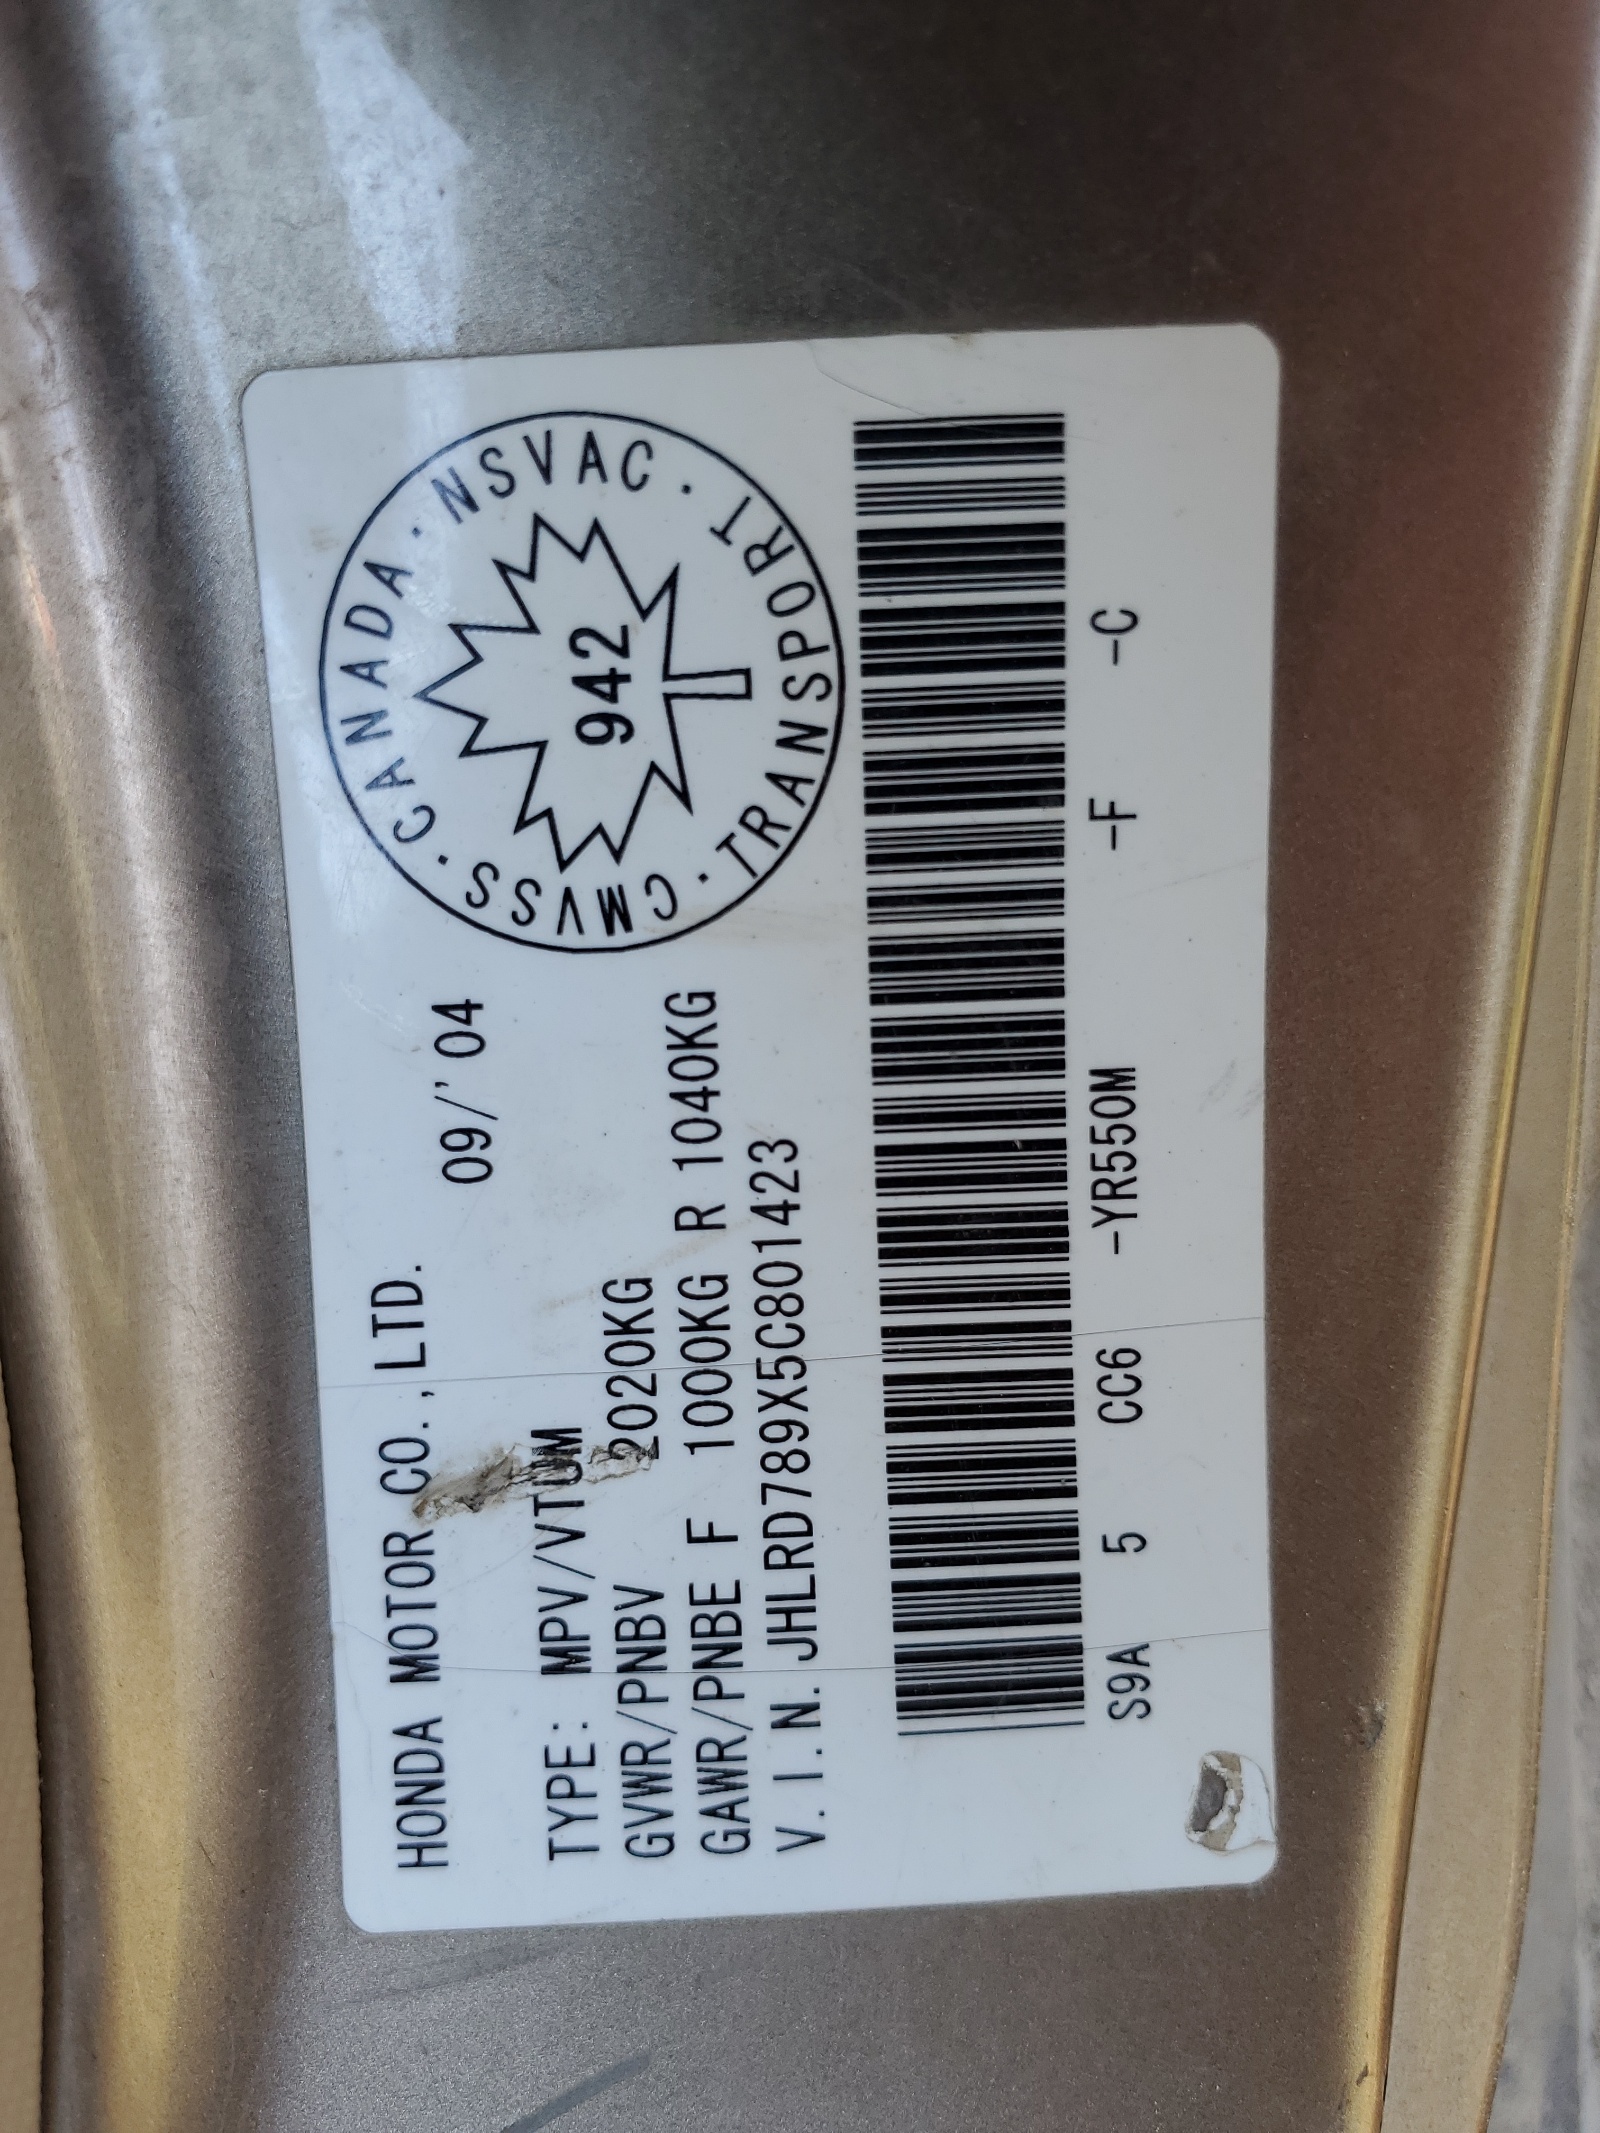 HONDA MOTOR CO.,LTD.
09/'04
TYPE: MPV/VTUM
GVWR/PNBV 2020KG
GAWR/PNBE F 1000KG R 1040KG
V.I.N. JHLRD789X5C801423
CANADA · NSVAC · TRANSPORT · CMVSS ·
942
S9A 5 CC6 -YR550M -F -C